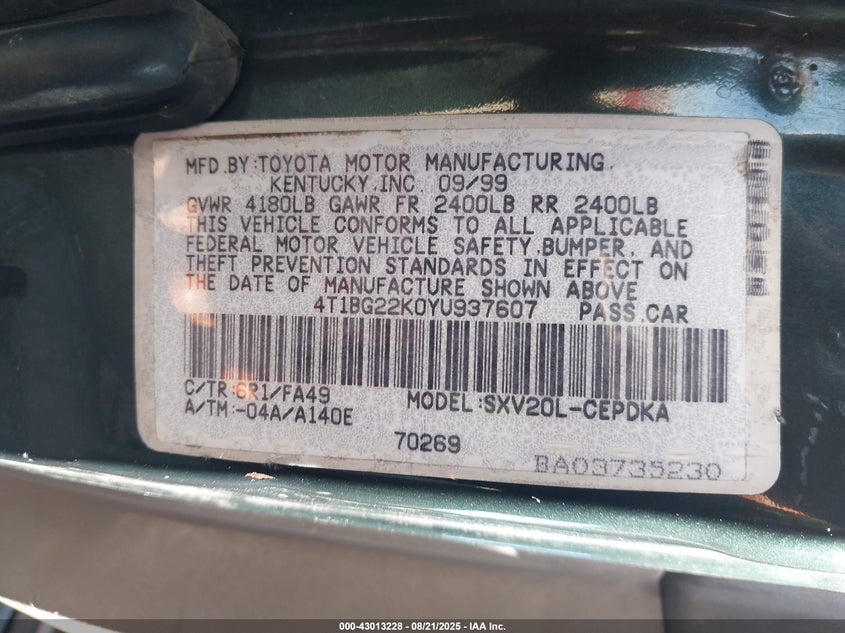 MFD.BY:TOYOTA MOTOR MANUFACTURING,
KENTUCKY,INC. 09/99
GVWR 4180LB GAWR FR 2400LB RR 2400LB
THIS VEHICLE CONFORMS TO ALL APPLICABLE
FEDERAL MOTOR VEHICLE SAFETY,BUMPER, AND
THEFT PREVENTION STANDARDS IN EFFECT ON
THE DATE OF MANUFACTURE SHOWN ABOVE
4T1BG22K0YU937607 PASS.CAR
C/TR:6R1/FA49 MODEL:SXV20L-CEPDKA
A/TM:-04A/A140E
70269
BA03735230
000-43013228 - 08/21/2025 - IAA Inc.